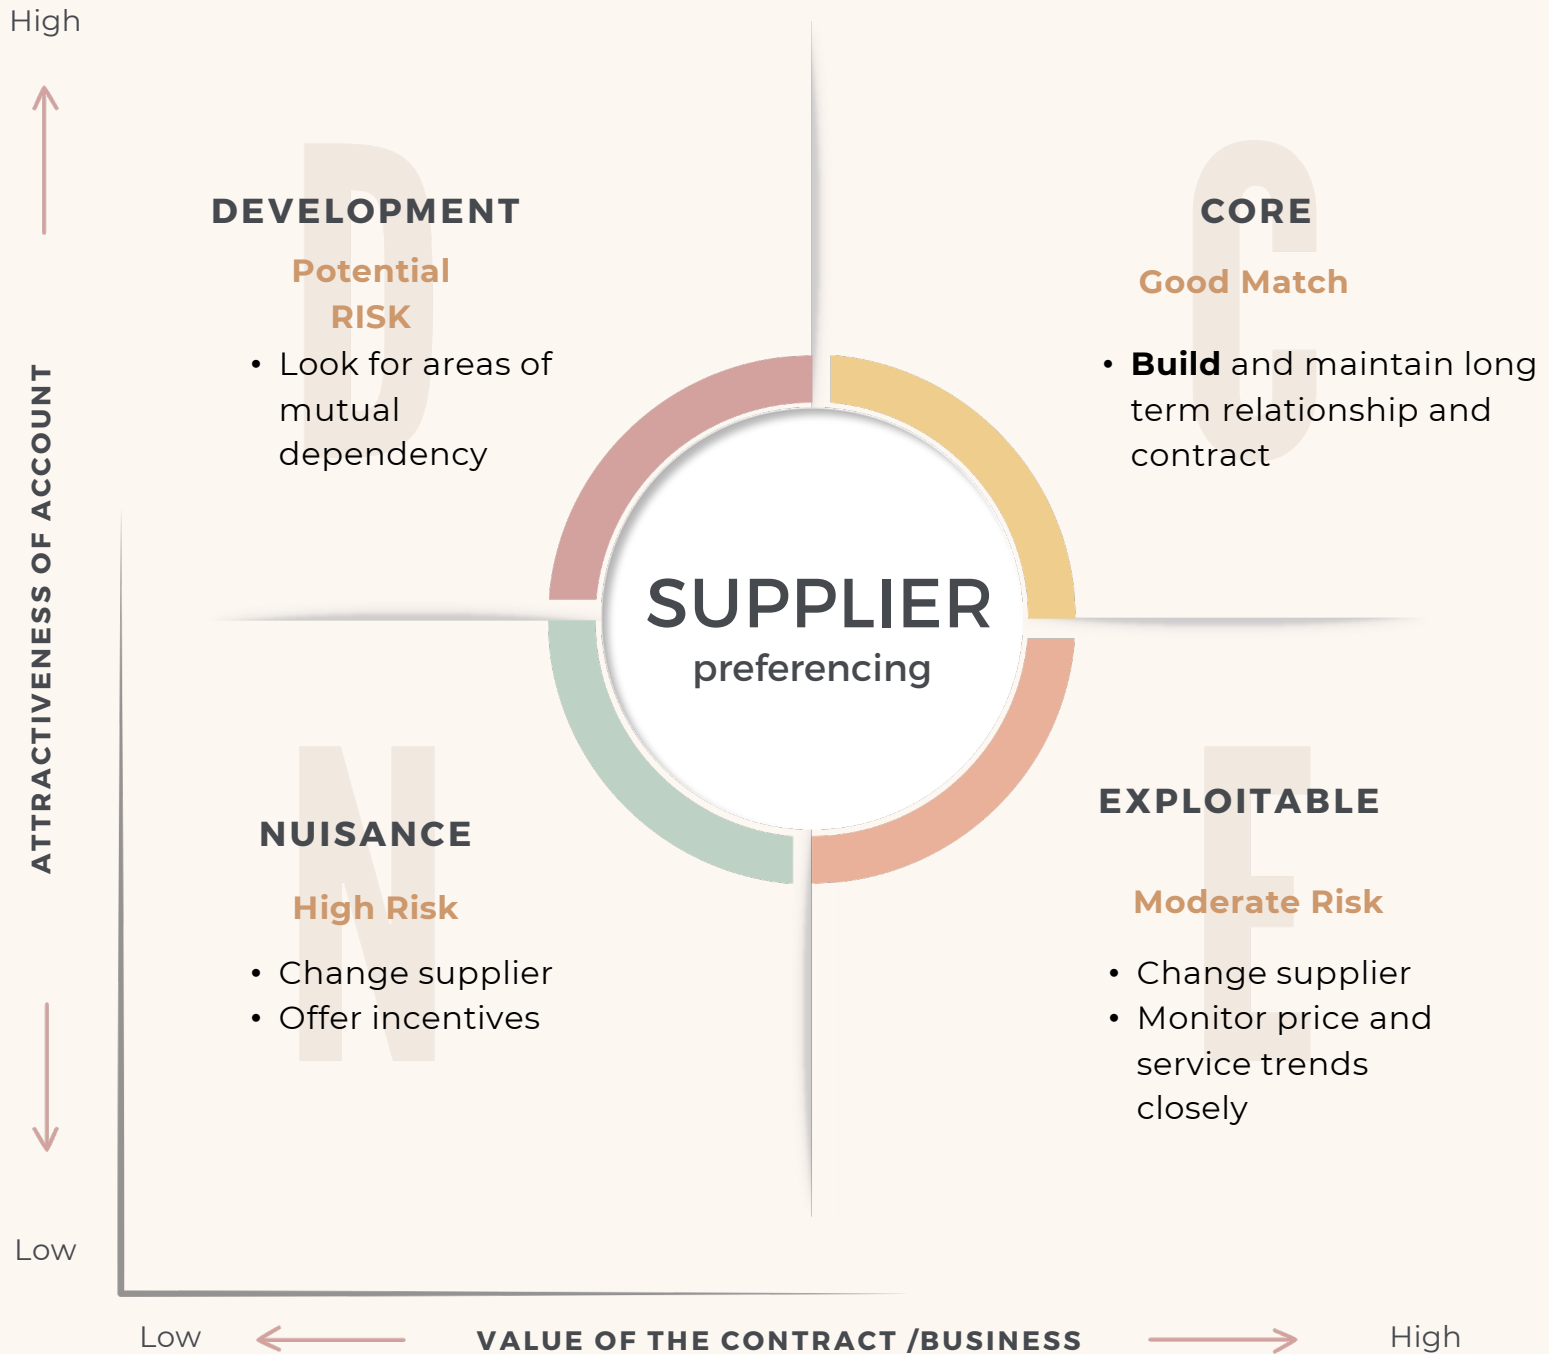 High
D
DEVELOPMENT
Potential
RISK
• Look for areas of
mutual
dependency
C
CORE
Good Match
• Build and maintain long
term relationship and
contract
ATTRACTIVENESS OF ACCOUNT
SUPPLIER
preferencing
N
NUISANCE
High Risk
• Change supplier
• Offer incentives
E
EXPLOITABLE
Moderate Risk
• Change supplier
• Monitor price and
service trends
closely
Low
Low
VALUE OF THE CONTRACT /BUSINESS
High